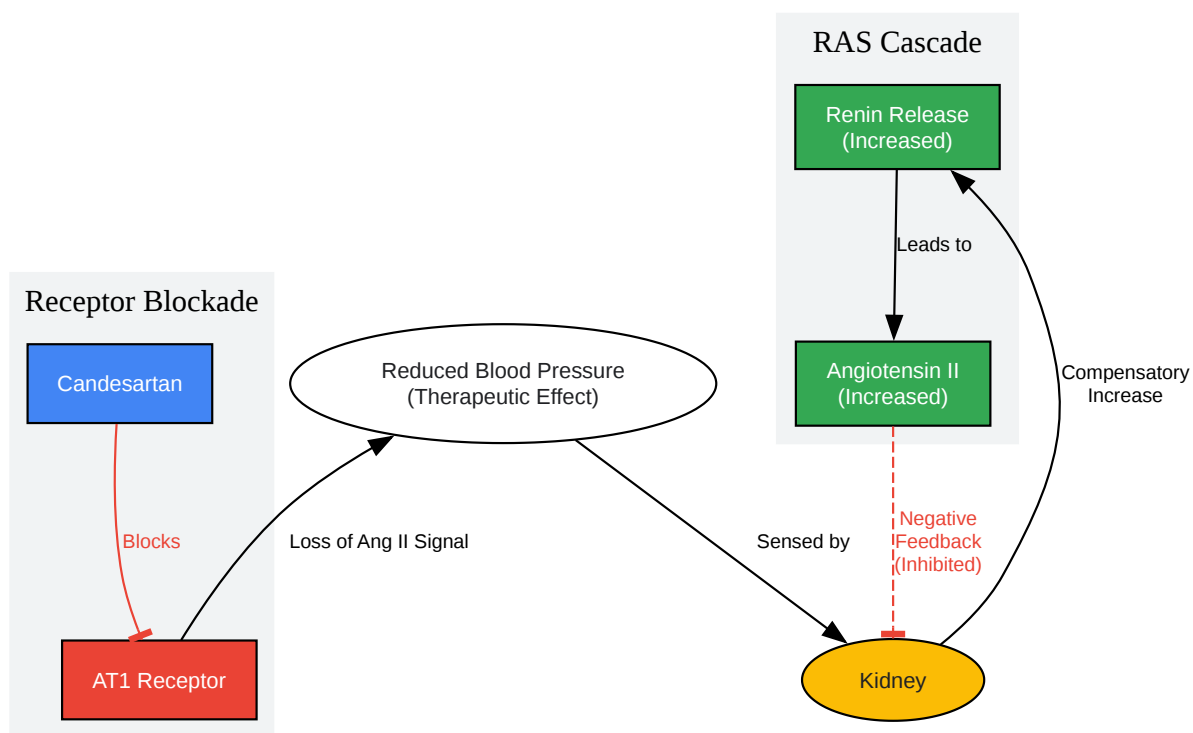 RAS Cascade
Renin Release
(Increased)
Leads to
Receptor Blockade
Candesartan
Reduced Blood Pressure
(Therapeutic Effect)
Angiotensin II
(Increased)
Compensatory
Increase
Blocks
Loss of Ang II Signal
Sensed by
Negative
Feedback
(Inhibited)
AT1 Receptor
Kidney